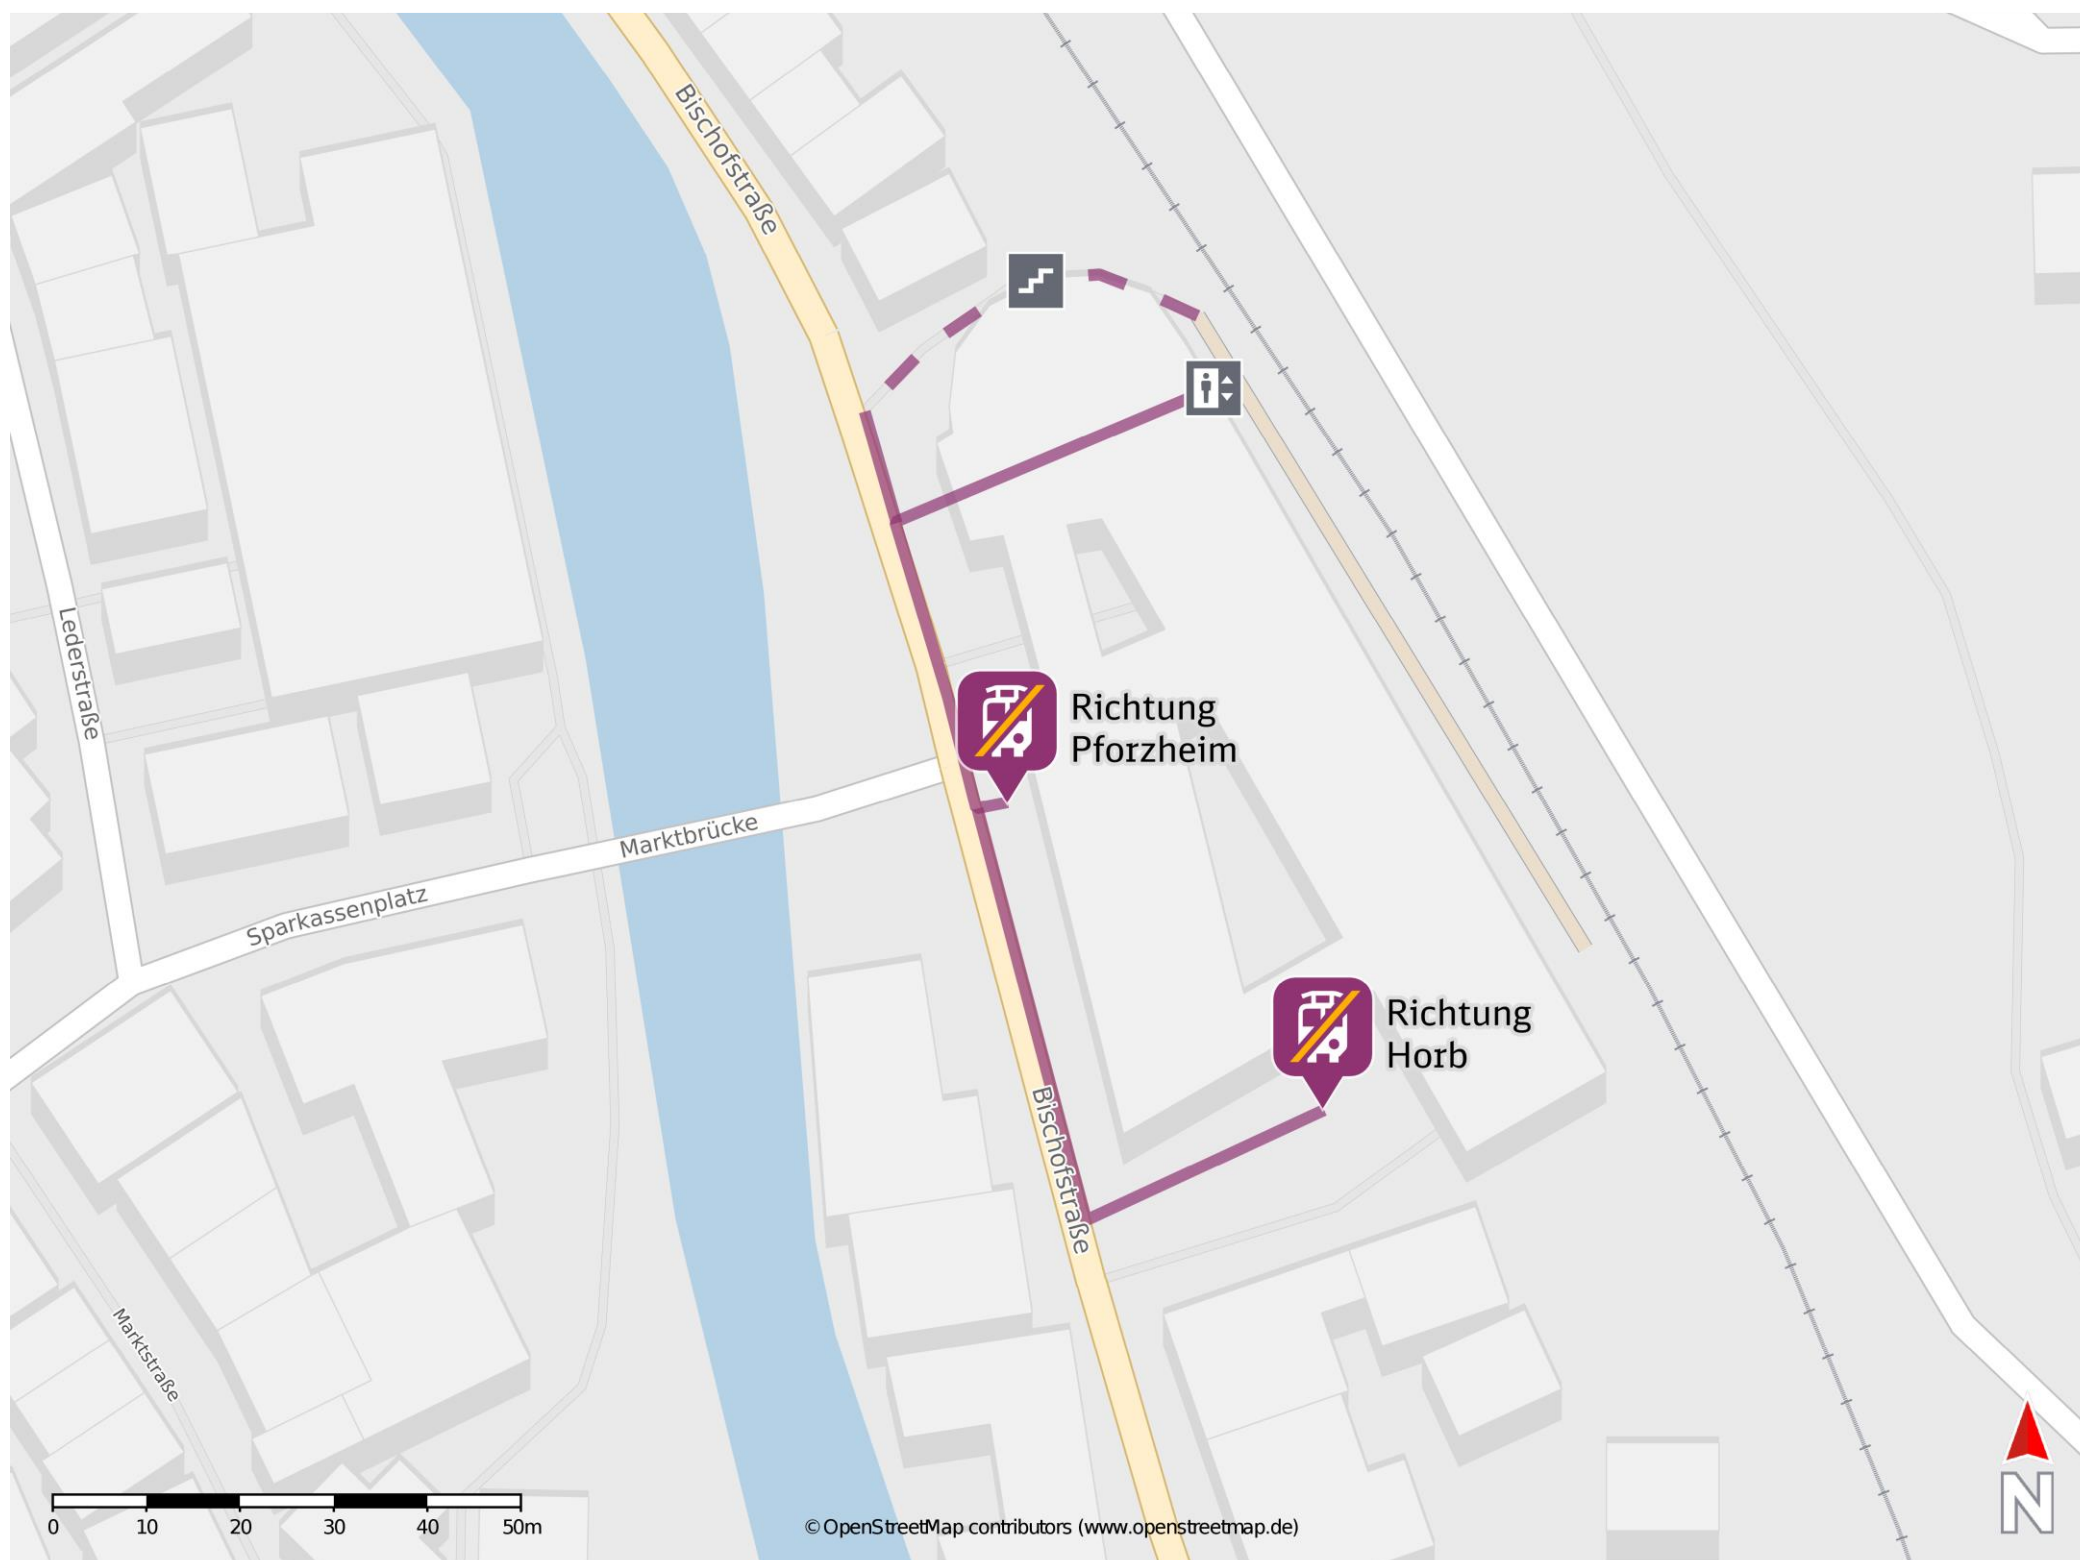 Bischofstraße
Lederstraße
Richtung
Pforzheim
Marktbrücke
Sparkassenplatz
Richtung
Horb
Bischofstraße
Marktstraße
N
0 10 20 30 40 50m
© OpenStreetMap contributors (www.openstreetmap.de)